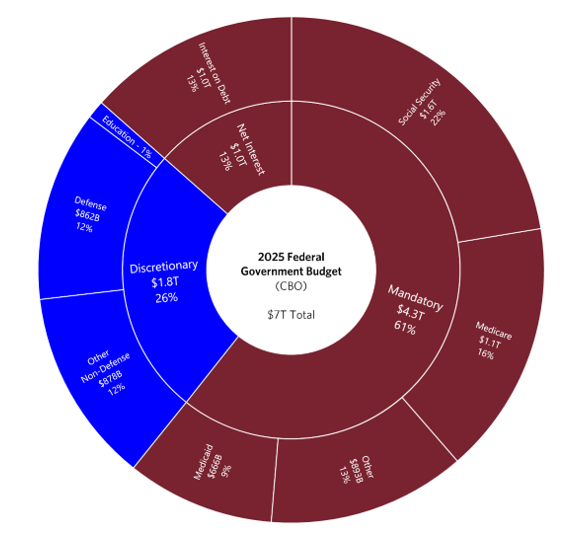 2025 Federal
Government Budget
(CBO)
$7T Total
Mandatory
$4.3T
61%
Discretionary
$1.8T
26%
Net Interest
$1.0T
13%
Social Security
$1.6T
22%
Medicare
$1.1T
16%
Other
$893B
13%
Medicaid
$666B
9%
Other
Non-Defense
$878B
12%
Defense
$862B
12%
Education - 1%
Interest on Debt
$1.0T
13%